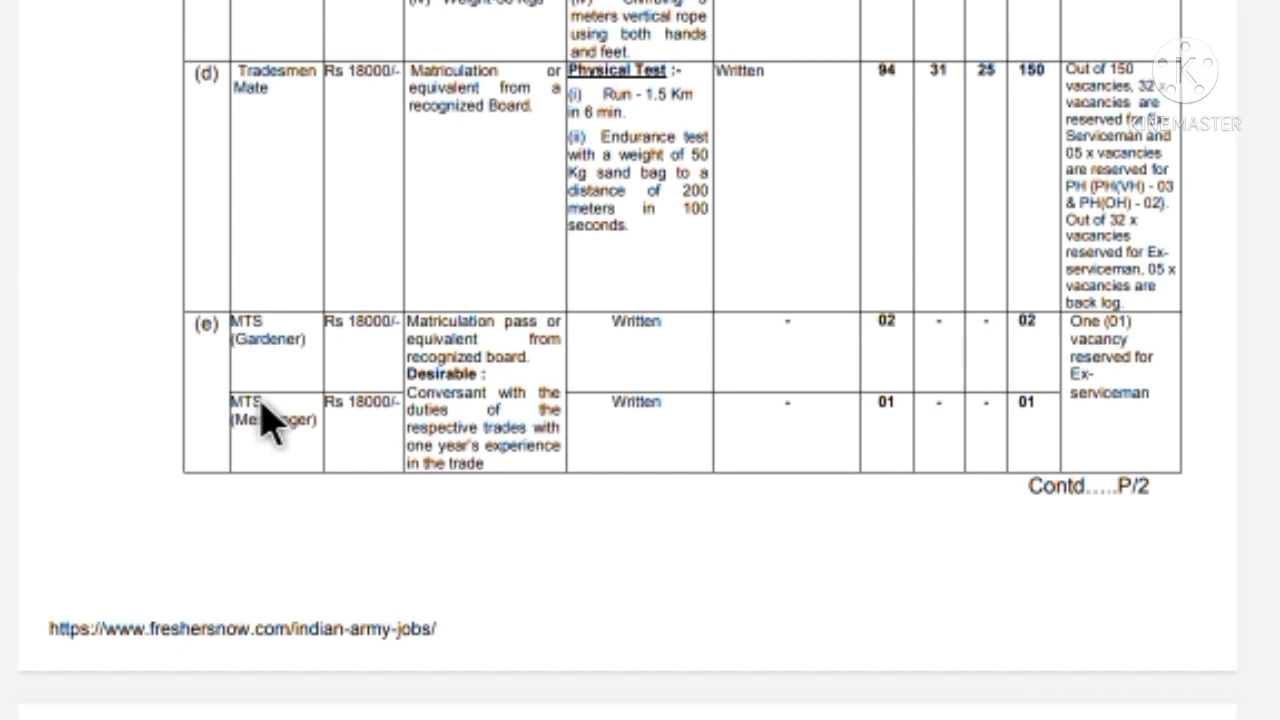 meters vertical rope
using both hands
and feet.
(d)
Tradesmen
Mate
Rs 18000/-
Matriculation or
equivalent from a
recognized Board.
Physical Test :-
(i) Run - 1.5 Km
in 6 min.
(ii) Endurance test
with a weight of 50
Kg sand bag to a
distance of 200
meters in 100
seconds.
Written
94
31
25
150
Out of 150
vacancies, 32 x
vacancies are
reserved for Ex-
Serviceman and
05 x vacancies
are reserved for
PH (PH(VH) - 03
& PH(OH) - 02}.
Out of 32 x
vacancies
reserved for Ex-
serviceman, 05 x
vacancies are
back log.
K
KINEMASTER
(e)
MTS
(Gardener)
Rs 18000/-
Matriculation pass or
equivalent from
recognized board.
Desirable :
Conversant with the
duties of the
respective trades with
one year's experience
in the trade
Written
-
02
-
-
02
One (01)
vacancy
reserved for
Ex-
serviceman
MTS
Rs 18000/-
Written
-
01
-
-
01
Contd.....P/2
https://www.freshersnow.com/indian-army-jobs/